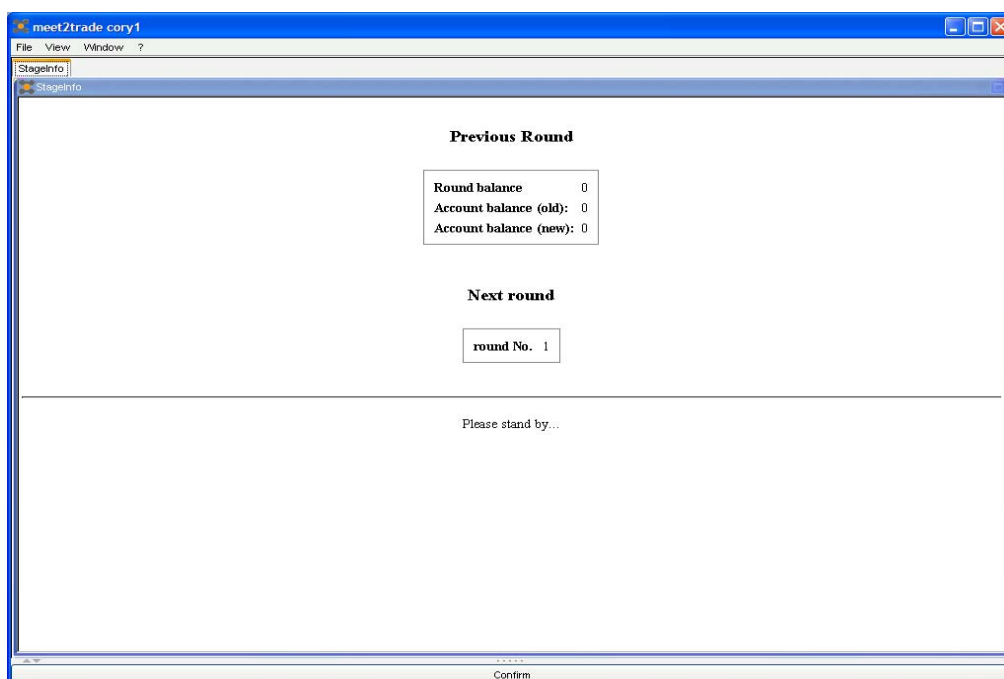 meet2trade cory1
File View Window ?
StageInfo
StageInfo
Previous Round
Round balance 0
Account balance (old): 0
Account balance (new): 0
Next round
round No. 1
Please stand by...
Confirm